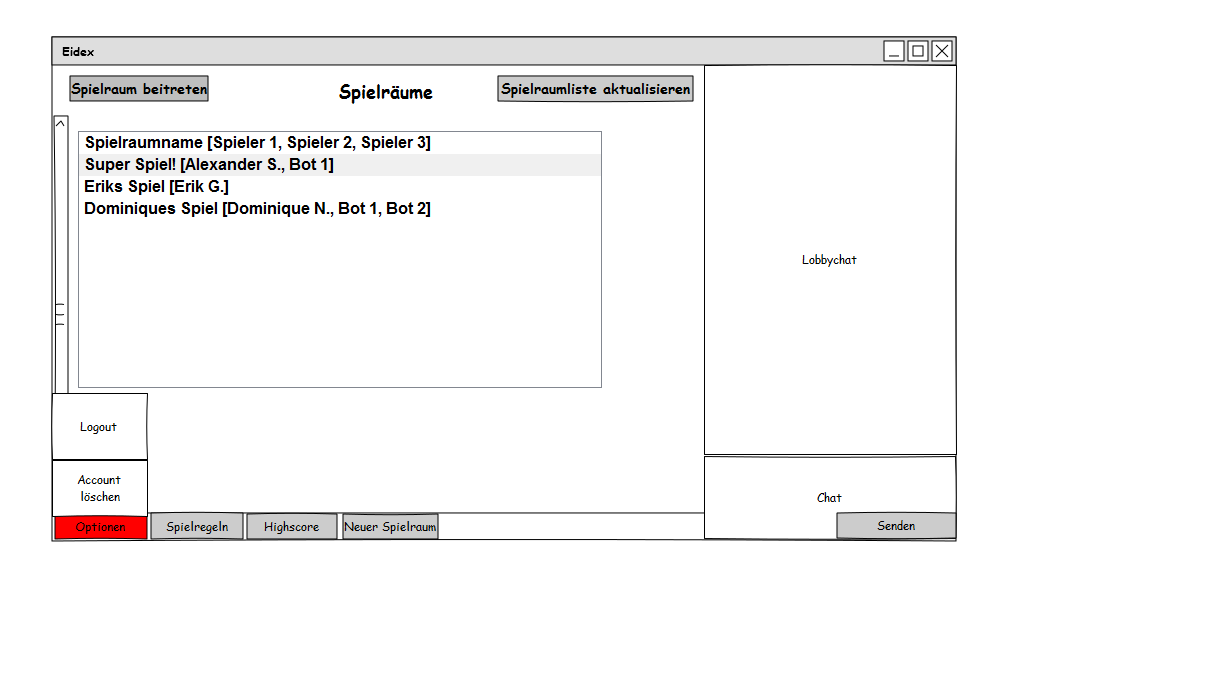 Eidex
Spielraum beitreten
Spielräume
Spielraumliste aktualisieren
Spielraumname [Spieler 1, Spieler 2, Spieler 3]
Super Spiel! [Alexander S., Bot 1]
Eriks Spiel [Erik G.]
Dominiques Spiel [Dominique N., Bot 1, Bot 2]
Lobbychat
Logout
Account
löschen
Chat
Optionen
Spielregeln
Highscore
Neuer Spielraum
Senden